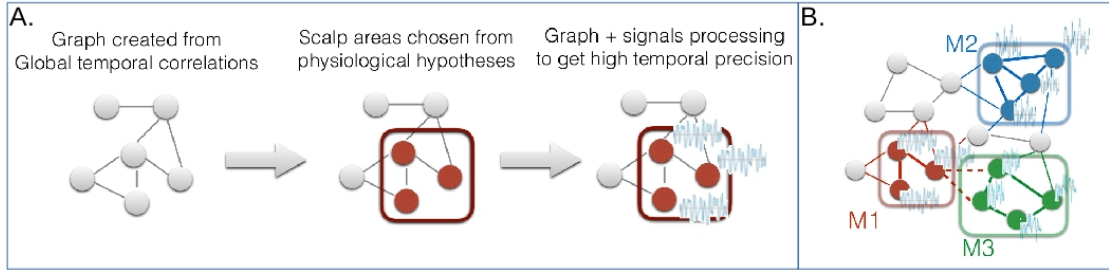 A.
Graph created from
Global temporal correlations
Scalp areas chosen from
physiological hypotheses
Graph + signals processing
to get high temporal precision
B.
M2
M1
M3